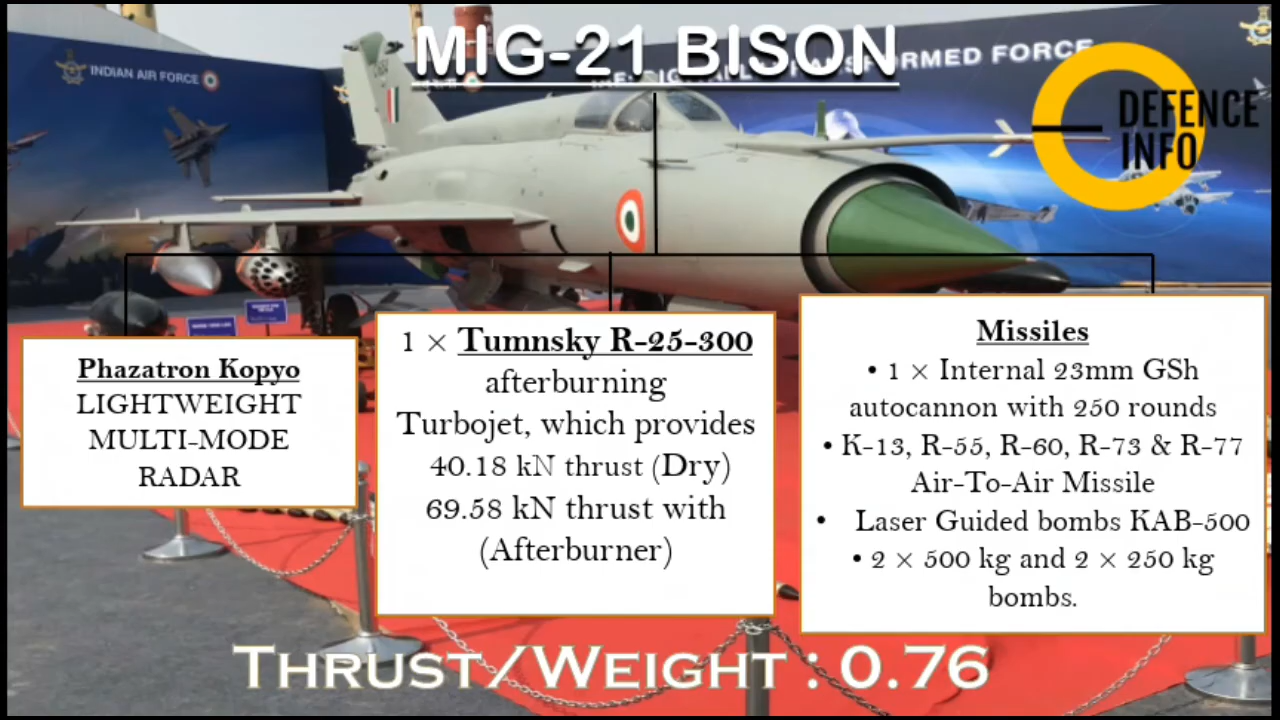 MIG-21 BISON
INDIAN AIR FORCE
FORMED FORCE
DEFENCE
INFO
Phazatron Kopyo
LIGHTWEIGHT
MULTI-MODE
RADAR
1 × Tumnsky R-25-300
afterburning
Turbojet, which provides
40.18 kN thrust (Dry)
69.58 kN thrust with
(Afterburner)
Missiles
• 1 × Internal 23mm GSh
autocannon with 250 rounds
• K-13, R-55, R-60, R-73 & R-77
Air-To-Air Missile
• Laser Guided bombs KAB-500
• 2 × 500 kg and 2 × 250 kg
bombs.
THRUST/WEIGHT : 0.76